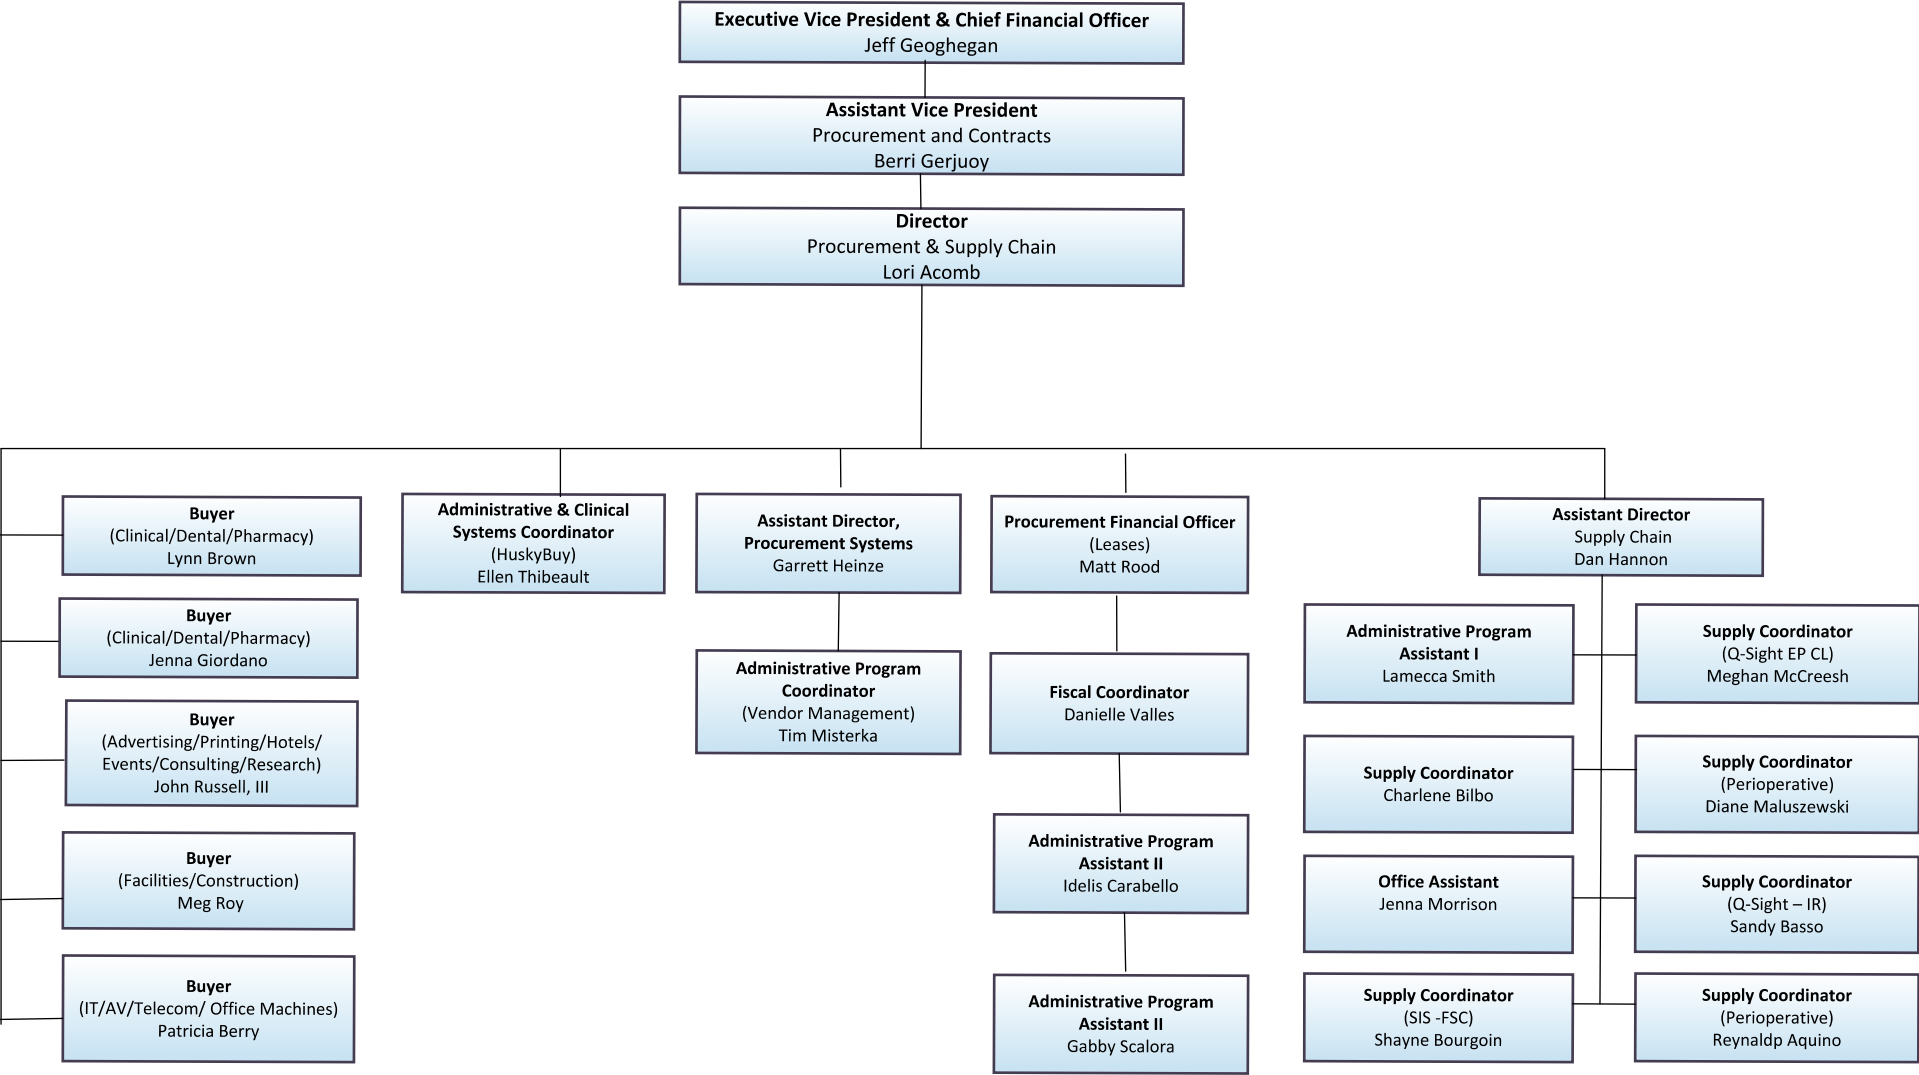 Executive Vice President & Chief Financial Officer
Jeff Geoghegan
Assistant Vice President
Procurement and Contracts
Berri Gerjuoy
Director
Procurement & Supply Chain
Lori Acomb
Buyer
(Clinical/Dental/Pharmacy)
Lynn Brown
Buyer
(Clinical/Dental/Pharmacy)
Jenna Giordano
Buyer
(Advertising/Printing/Hotels/
Events/Consulting/Research)
John Russell, III
Buyer
(Facilities/Construction)
Meg Roy
Buyer
(IT/AV/Telecom/ Office Machines)
Patricia Berry
Administrative & Clinical
Systems Coordinator
(HuskyBuy)
Ellen Thibeault
Assistant Director,
Procurement Systems
Garrett Heinze
Administrative Program
Coordinator
(Vendor Management)
Tim Misterka
Procurement Financial Officer
(Leases)
Matt Rood
Fiscal Coordinator
Danielle Valles
Administrative Program
Assistant II
Idelis Carabello
Administrative Program
Assistant II
Gabby Scalora
Assistant Director
Supply Chain
Dan Hannon
Administrative Program
Assistant I
Lamecca Smith
Supply Coordinator
Charlene Bilbo
Office Assistant
Jenna Morrison
Supply Coordinator
(SIS -FSC)
Shayne Bourgoin
Supply Coordinator
(Q-Sight EP CL)
Meghan McCreesh
Supply Coordinator
(Perioperative)
Diane Maluszewski
Supply Coordinator
(Q-Sight – IR)
Sandy Basso
Supply Coordinator
(Perioperative)
Reynaldp Aquino